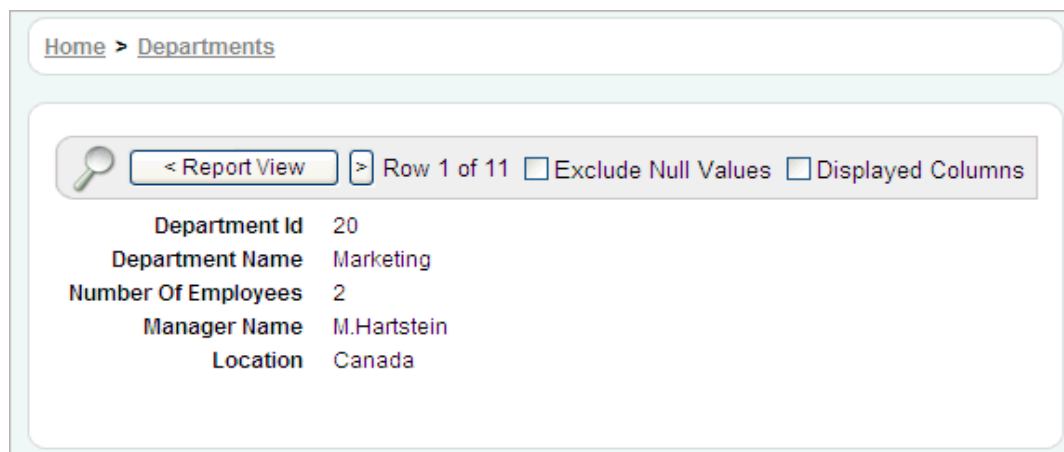 Home > Departments
< Report View > Row 1 of 11 Exclude Null Values Displayed Columns
Department Id 20
Department Name Marketing
Number Of Employees 2
Manager Name M.Hartstein
Location Canada